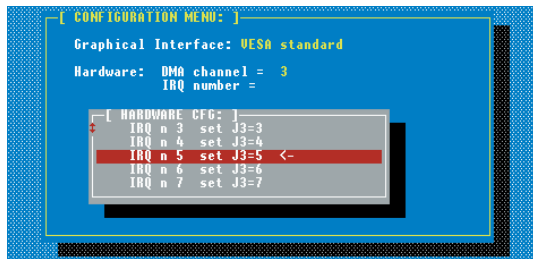 [ CONFIGURATION MENU: ]
Graphical Interface: VESA standard
Hardware: DMA channel = 3
IRQ number =
[ HARDWARE CFG: ]
IRQ n 3 set J3=3
IRQ n 4 set J3=4
IRQ n 5 set J3=5 <-
IRQ n 6 set J3=6
IRQ n 7 set J3=7